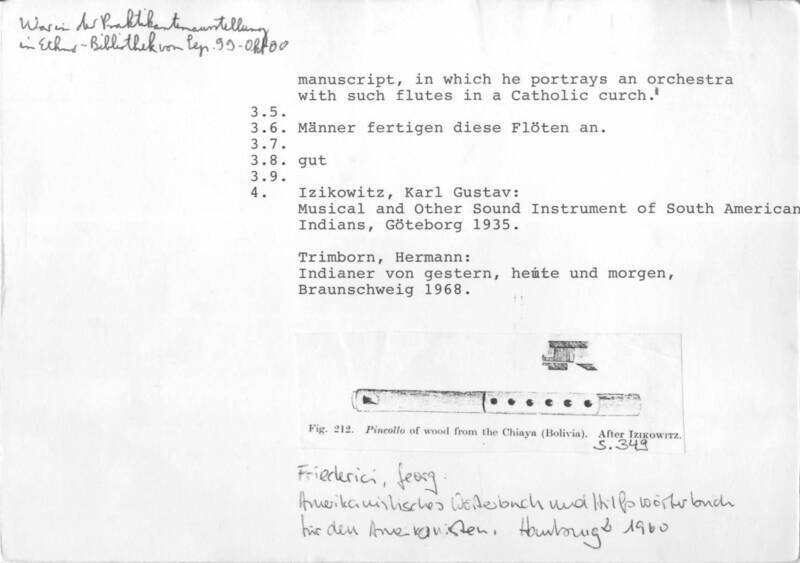 War in der Praktikantenausstellung
in Ethno-Bibliothek von Sep. 99-Okt 00
manuscript, in which he portrays an orchestra
with such flutes in a Catholic curch."
3.5.
3.6. Männer fertigen diese Flöten an.
3.7.
3.8. gut
3.9.
4. Izikowitz, Karl Gustav:
Musical and Other Sound Instrument of South American
Indians, Göteborg 1935.
Trimborn, Hermann:
Indianer von gestern, heute und morgen,
Braunschweig 1968.
Fig. 212. Pincollo of wood from the Chiaya (Bolivia). After IZIKOWITZ.
S. 349
Friederici, Georg:
Amerikanistisches Wörterbuch und Hilfswörterbuch
für den Amerikanisten. Hamburg² 1960